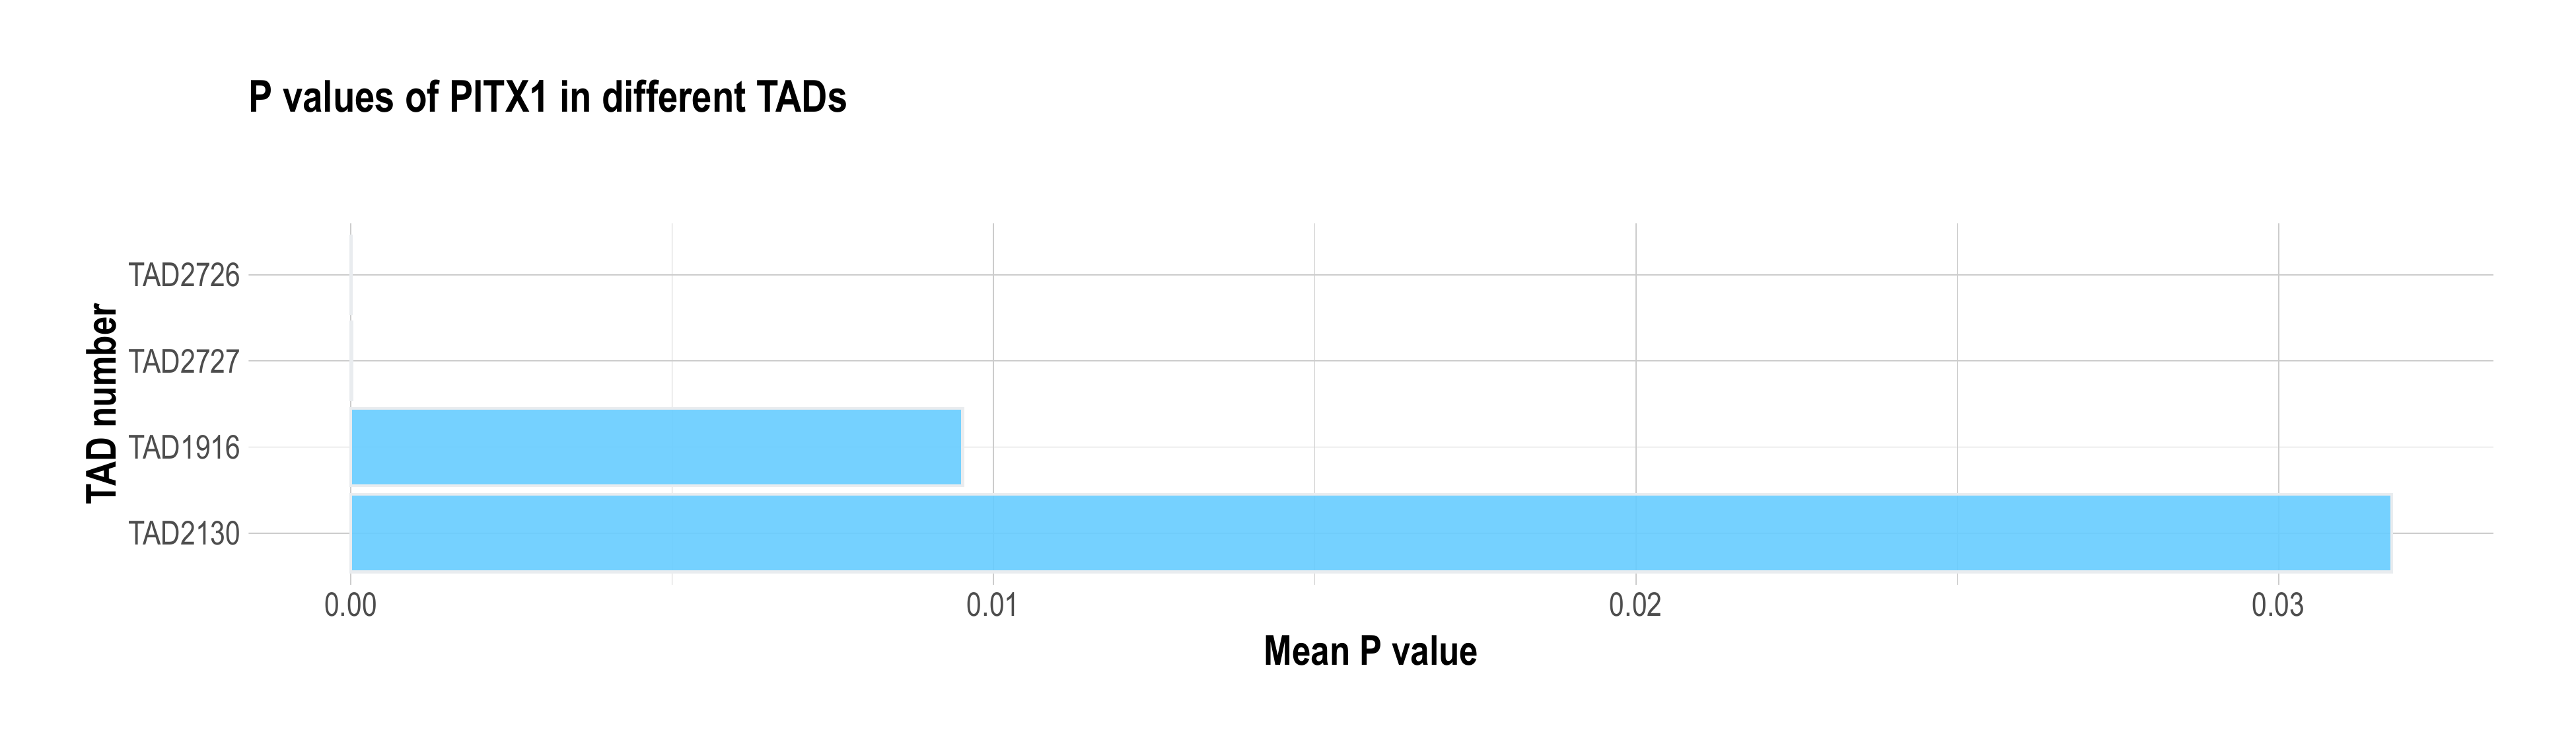 P values of PITX1 in different TADs
TAD number
TAD2726
TAD2727
TAD1916
TAD2130
0.00 0.01 0.02 0.03
Mean P value